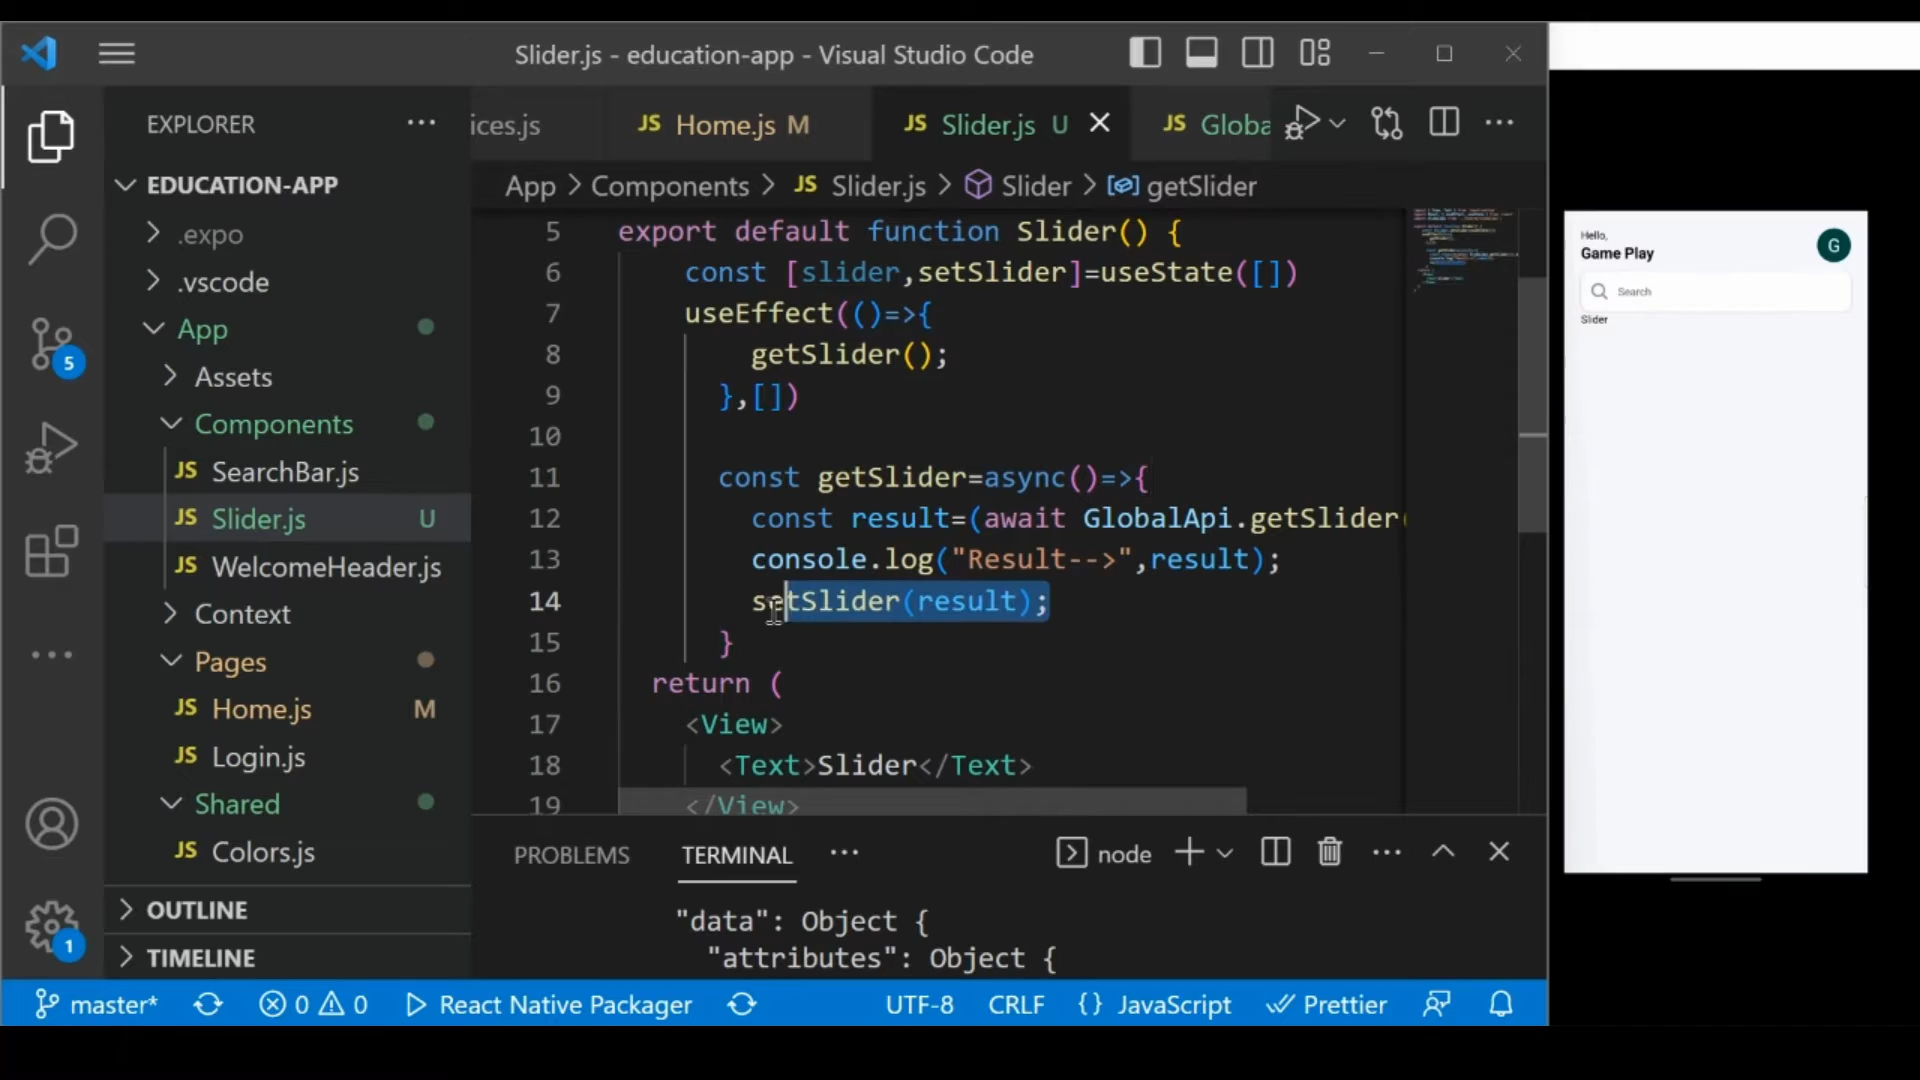 Slider.js - education-app - Visual Studio Code
EXPLORER
EDUCATION-APP
.expo
.vscode
App
Assets
Components
JS SearchBar.js
JS Slider.js U
JS WelcomeHeader.js
Context
Pages
JS Home.js M
JS Login.js
Shared
JS Colors.js
OUTLINE
TIMELINE
5
1
ices.js
JS Home.js M
JS Slider.js U
JS Globa
App > Components > JS Slider.js > Slider > getSlider
5 export default function Slider() {
6 const [slider,setSlider]=useState([])
7 useEffect(()=>{
8 getSlider();
9 },[])
10
11 const getSlider=async()=>{
12 const result=(await GlobalApi.getSlider(
13 console.log("Result-->",result);
14 setSlider(result);
15 }
16 return (
17 <View>
18 <Text>Slider</Text>
19 </View>
PROBLEMS
TERMINAL
node
"data": Object {
"attributes": Object {
master*
0
0
React Native Packager
UTF-8
CRLF
{} JavaScript
Prettier
Hello,
Game Play
G
Search
Slider